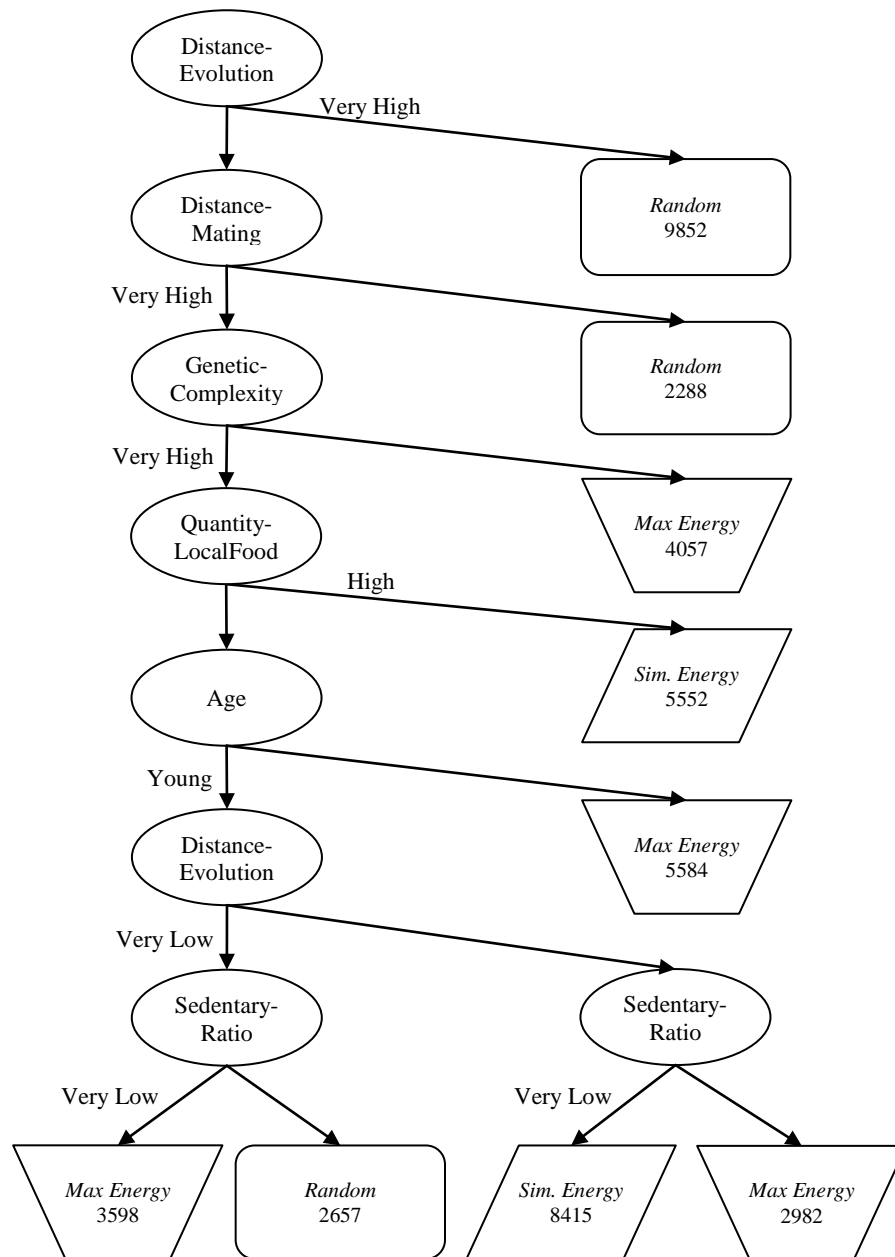 Distance-
Evolution
Very High
Random
9852
Distance-
Mating
Very High
Random
2288
Genetic-
Complexity
Very High
Max Energy
4057
Quantity-
LocalFood
High
Sim. Energy
5552
Age
Young
Max Energy
5584
Distance-
Evolution
Very Low
Sedentary-
Ratio
Sedentary-
Ratio
Very Low
Very Low
Max Energy
3598
Random
2657
Sim. Energy
8415
Max Energy
2982